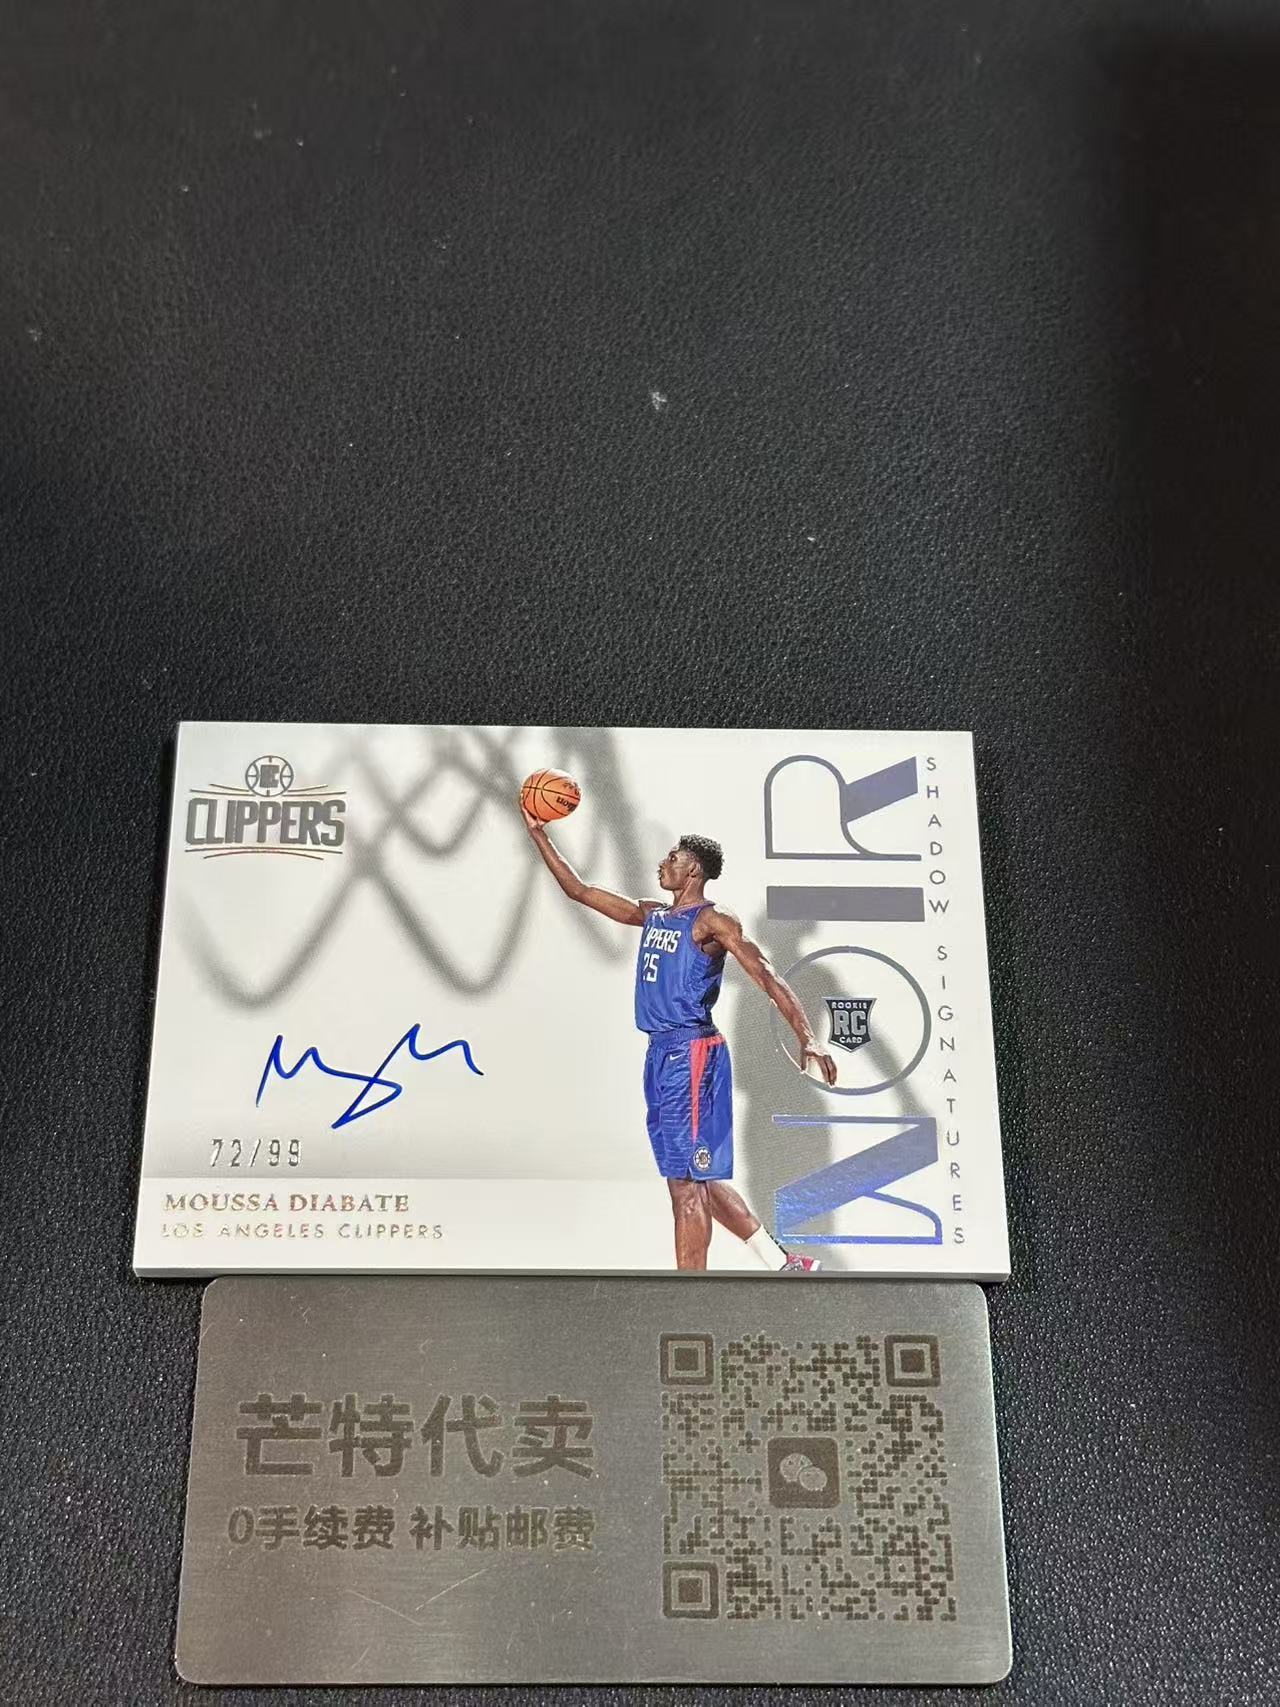 CLIPPERS
NOIR
SHADOW SIGNATURES
ROOKIE
RC
CARD
72/99
MOUSSA DIABATE
LOS ANGELES CLIPPERS
芒特代卖
0手续费 补贴邮费